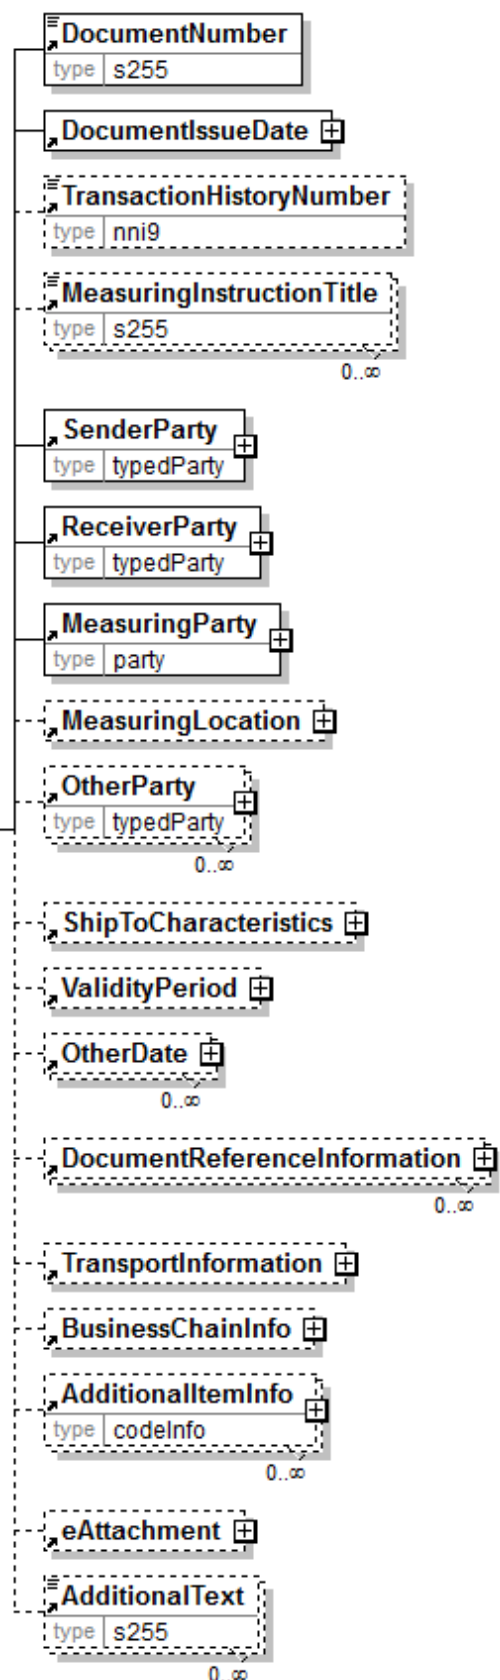 DocumentNumber
type s255
DocumentIssueDate
TransactionHistoryNumber
type nni9
MeasuringInstructionTitle
type s255
0..∞
SenderParty
type typedParty
ReceiverParty
type typedParty
MeasuringParty
type party
MeasuringLocation
OtherParty
type typedParty
0..∞
ShipToCharacteristics
ValidityPeriod
OtherDate
0..∞
DocumentReferenceInformation
0..∞
TransportInformation
BusinessChainInfo
AdditionalItemInfo
type codeInfo
0..∞
eAttachment
AdditionalText
type s255
0..∞